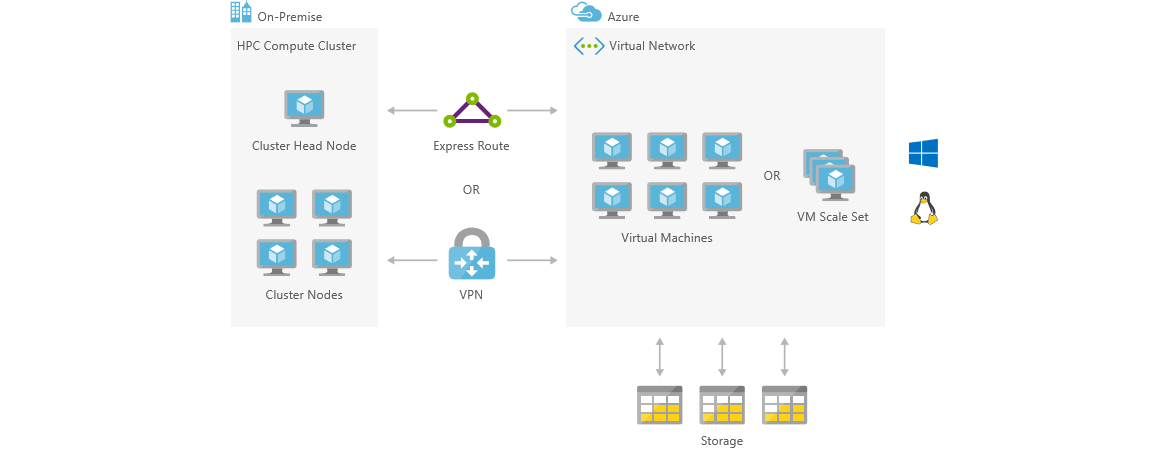 On-Premise
HPC Compute Cluster
Cluster Head Node
Cluster Nodes
Express Route
OR
VPN
Azure
Virtual Network
Virtual Machines
OR
VM Scale Set
Storage